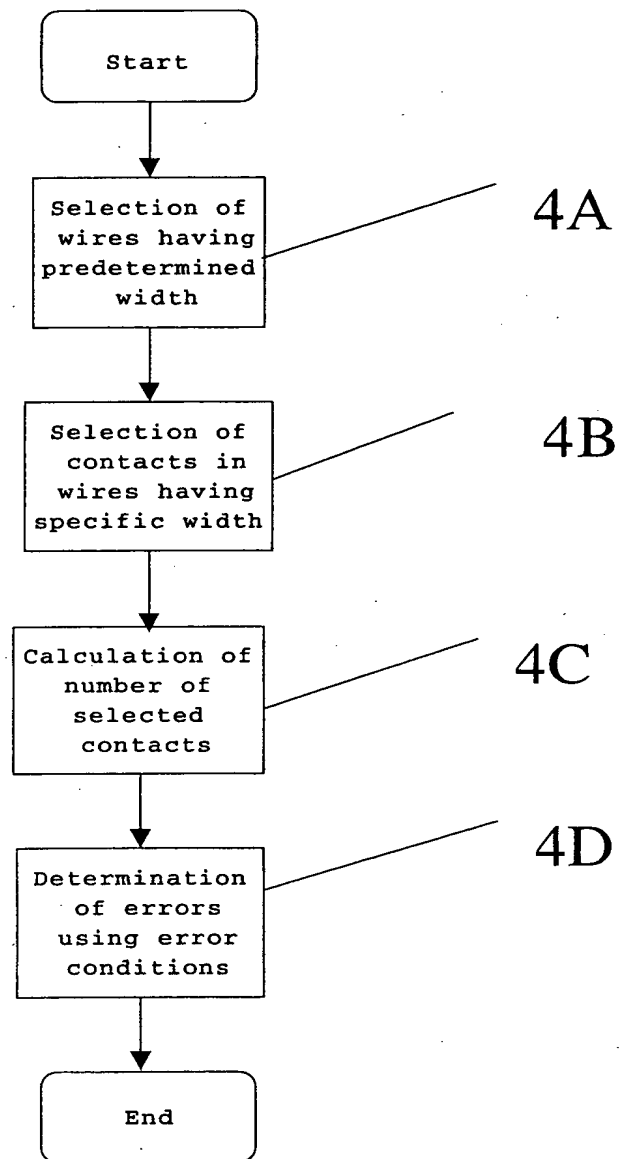 Start
Selection of
wires having
predetermined
width
4A
Selection of
contacts in
wires having
specific width
4B
Calculation of
number of
selected
contacts
4C
Determination
of errors
using error
conditions
4D
End